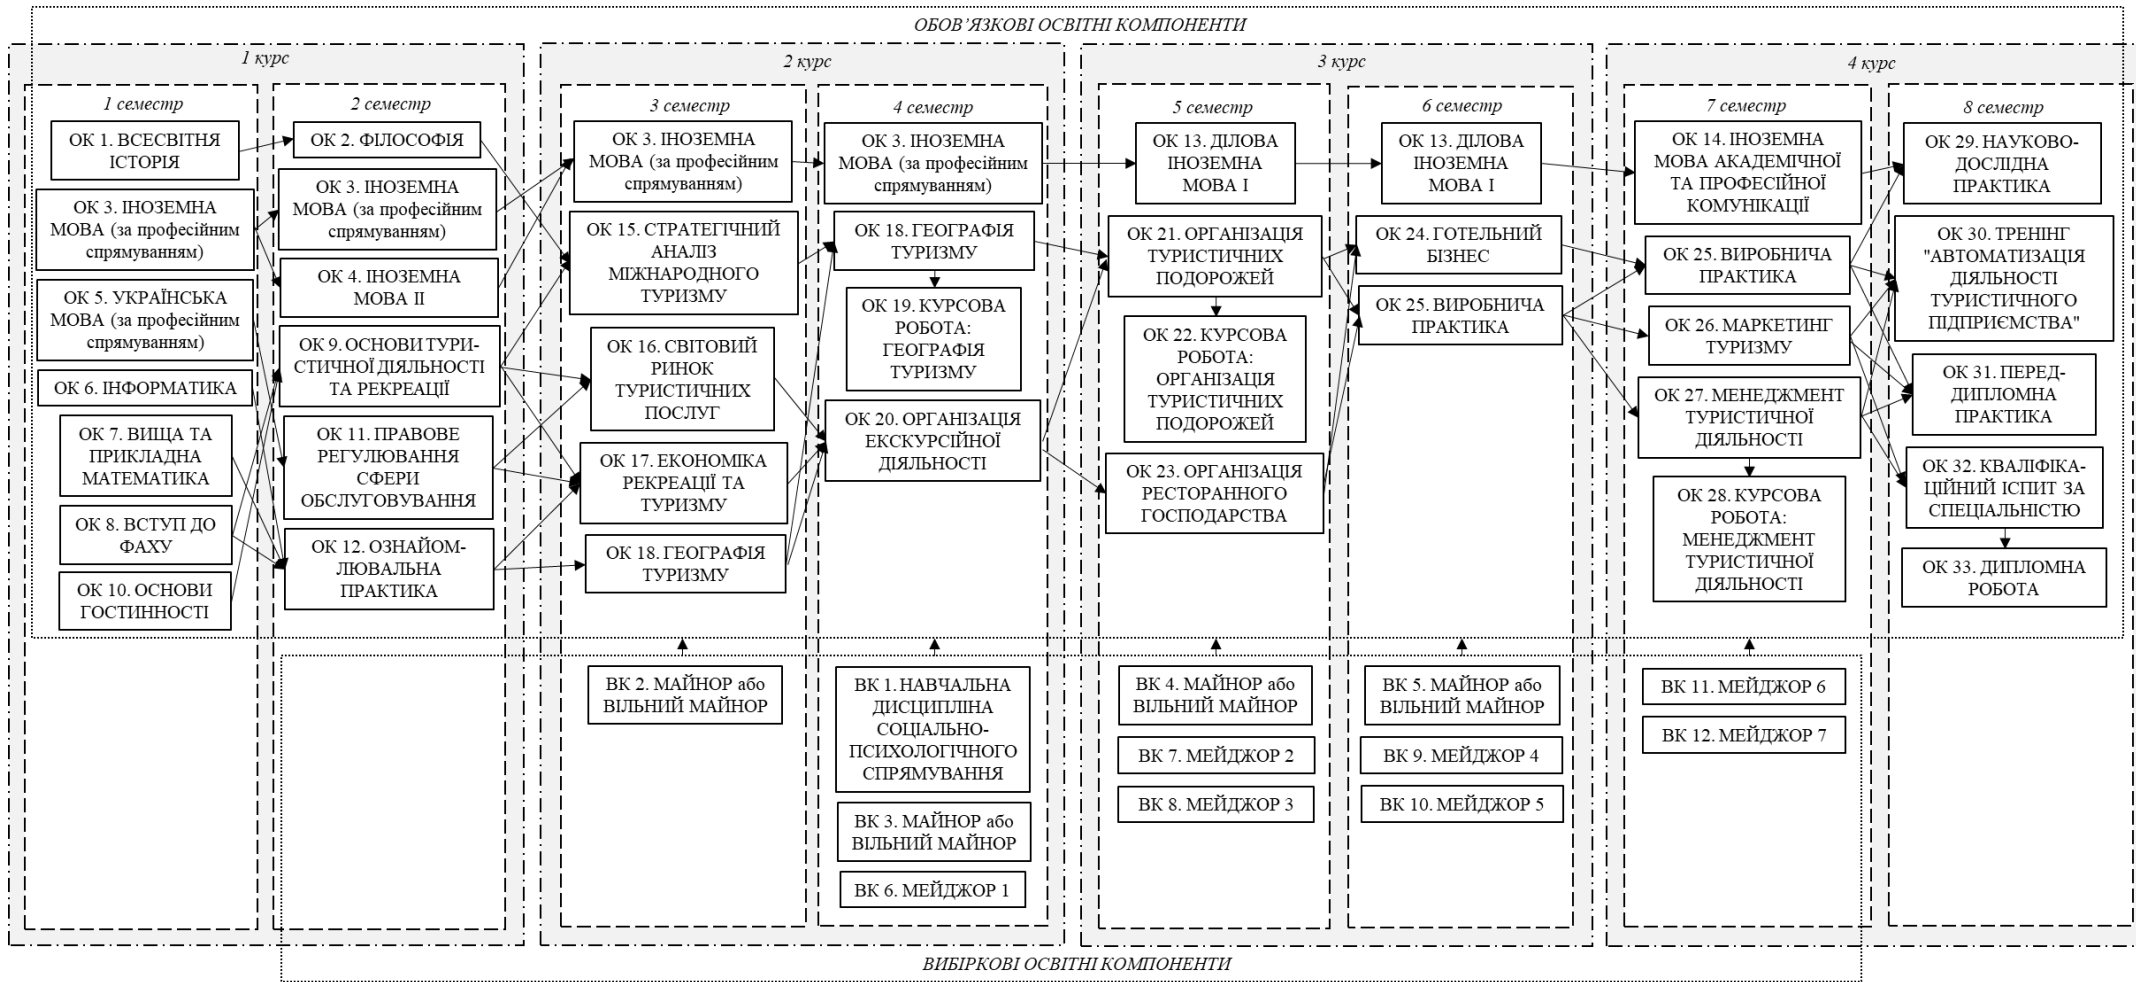 ОБОВ’ЯЗКОВІ ОСВІТНІ КОМПОНЕНТИ
1 курс
1 семестр
ОК 1. ВСЕСВІТНЯ
ІСТОРІЯ
ОК 3. ІНОЗЕМНА
МОВА (за професійним
спрямуванням)
ОК 5. УКРАЇНСЬКА
МОВА (за професійним
спрямуванням)
ОК 6. ІНФОРМАТИКА
ОК 7. ВИЩА ТА
ПРИКЛАДНА
МАТЕМАТИКА
ОК 8. ВСТУП ДО
ФАХУ
ОК 10. ОСНОВИ
ГОСТИННОСТІ
2 семестр
ОК 2. ФІЛОСОФІЯ
ОК 3. ІНОЗЕМНА
МОВА (за професійним
спрямуванням)
ОК 4. ІНОЗЕМНА
МОВА ІІ
ОК 9. ОСНОВИ ТУРИ-
СТИЧНОЇ ДІЯЛЬНОСТІ
ТА РЕКРЕАЦІЇ
ОК 11. ПРАВОВЕ
РЕГУЛЮВАННЯ
СФЕРИ
ОБСЛУГОВУВАННЯ
ОК 12. ОЗНАЙОМ-
ЛЮВАЛЬНА
ПРАКТИКА
2 курс
3 семестр
ОК 3. ІНОЗЕМНА
МОВА (за професійним
спрямуванням)
ОК 15. СТРАТЕГІЧНИЙ
АНАЛІЗ
МІЖНАРОДНОГО
ТУРИЗМУ
ОК 16. СВІТОВИЙ
РИНОК
ТУРИСТИЧНИХ
ПОСЛУГ
ОК 17. ЕКОНОМІКА
РЕКРЕАЦІЇ ТА
ТУРИЗМУ
ОК 18. ГЕОГРАФІЯ
ТУРИЗМУ
ВК 2. МАЙНОР або
ВІЛЬНИЙ МАЙНОР
4 семестр
ОК 3. ІНОЗЕМНА
МОВА (за професійним
спрямуванням)
ОК 18. ГЕОГРАФІЯ
ТУРИЗМУ
ОК 19. КУРСОВА
РОБОТА:
ГЕОГРАФІЯ
ТУРИЗМУ
ОК 20. ОРГАНІЗАЦІЯ
ЕКСКУРСІЙНОЇ
ДІЯЛЬНОСТІ
ВК 1. НАВЧАЛЬНА
ДИСЦИПЛІНА
СОЦІАЛЬНО-
ПСИХОЛОГІЧНОГО
СПРЯМУВАННЯ
ВК 3. МАЙНОР або
ВІЛЬНИЙ МАЙНОР
ВК 6. МЕЙДЖОР 1
3 курс
5 семестр
ОК 13. ДІЛОВА
ІНОЗЕМНА
МОВА І
ОК 21. ОРГАНІЗАЦІЯ
ТУРИСТИЧНИХ
ПОДОРОЖЕЙ
ОК 22. КУРСОВА
РОБОТА:
ОРГАНІЗАЦІЯ
ТУРИСТИЧНИХ
ПОДОРОЖЕЙ
ОК 23. ОРГАНІЗАЦІЯ
РЕСТОРАННОГО
ГОСПОДАРСТВА
ВК 4. МАЙНОР або
ВІЛЬНИЙ МАЙНОР
ВК 7. МЕЙДЖОР 2
ВК 8. МЕЙДЖОР 3
6 семестр
ОК 13. ДІЛОВА
ІНОЗЕМНА
МОВА І
ОК 24. ГОТЕЛЬНИЙ
БІЗНЕС
ОК 25. ВИРОБНИЧА
ПРАКТИКА
ВК 5. МАЙНОР або
ВІЛЬНИЙ МАЙНОР
ВК 9. МЕЙДЖОР 4
ВК 10. МЕЙДЖОР 5
4 курс
7 семестр
ОК 14. ІНОЗЕМНА
МОВА АКАДЕМІЧНОЇ
ТА ПРОФЕСІЙНОЇ
КОМУНІКАЦІЇ
ОК 25. ВИРОБНИЧА
ПРАКТИКА
ОК 26. МАРКЕТИНГ
ТУРИЗМУ
ОК 27. МЕНЕДЖМЕНТ
ТУРИСТИЧНОЇ
ДІЯЛЬНОСТІ
ОК 28. КУРСОВА
РОБОТА:
МЕНЕДЖМЕНТ
ТУРИСТИЧНОЇ
ДІЯЛЬНОСТІ
ВК 11. МЕЙДЖОР 6
ВК 12. МЕЙДЖОР 7
8 семестр
ОК 29. НАУКОВО-
ДОСЛІДНА
ПРАКТИКА
ОК 30. ТРЕНІНГ
"АВТОМАТИЗАЦІЯ
ДІЯЛЬНОСТІ
ТУРИСТИЧНОГО
ПІДПРИЄМСТВА"
ОК 31. ПЕРЕД-
ДИПЛОМНА
ПРАКТИКА
ОК 32. КВАЛІФІКА-
ЦІЙНИЙ ІСПИТ ЗА
СПЕЦІАЛЬНІСТЮ
ОК 33. ДИПЛОМНА
РОБОТА
ВИБІРКОВІ ОСВІТНІ КОМПОНЕНТИ